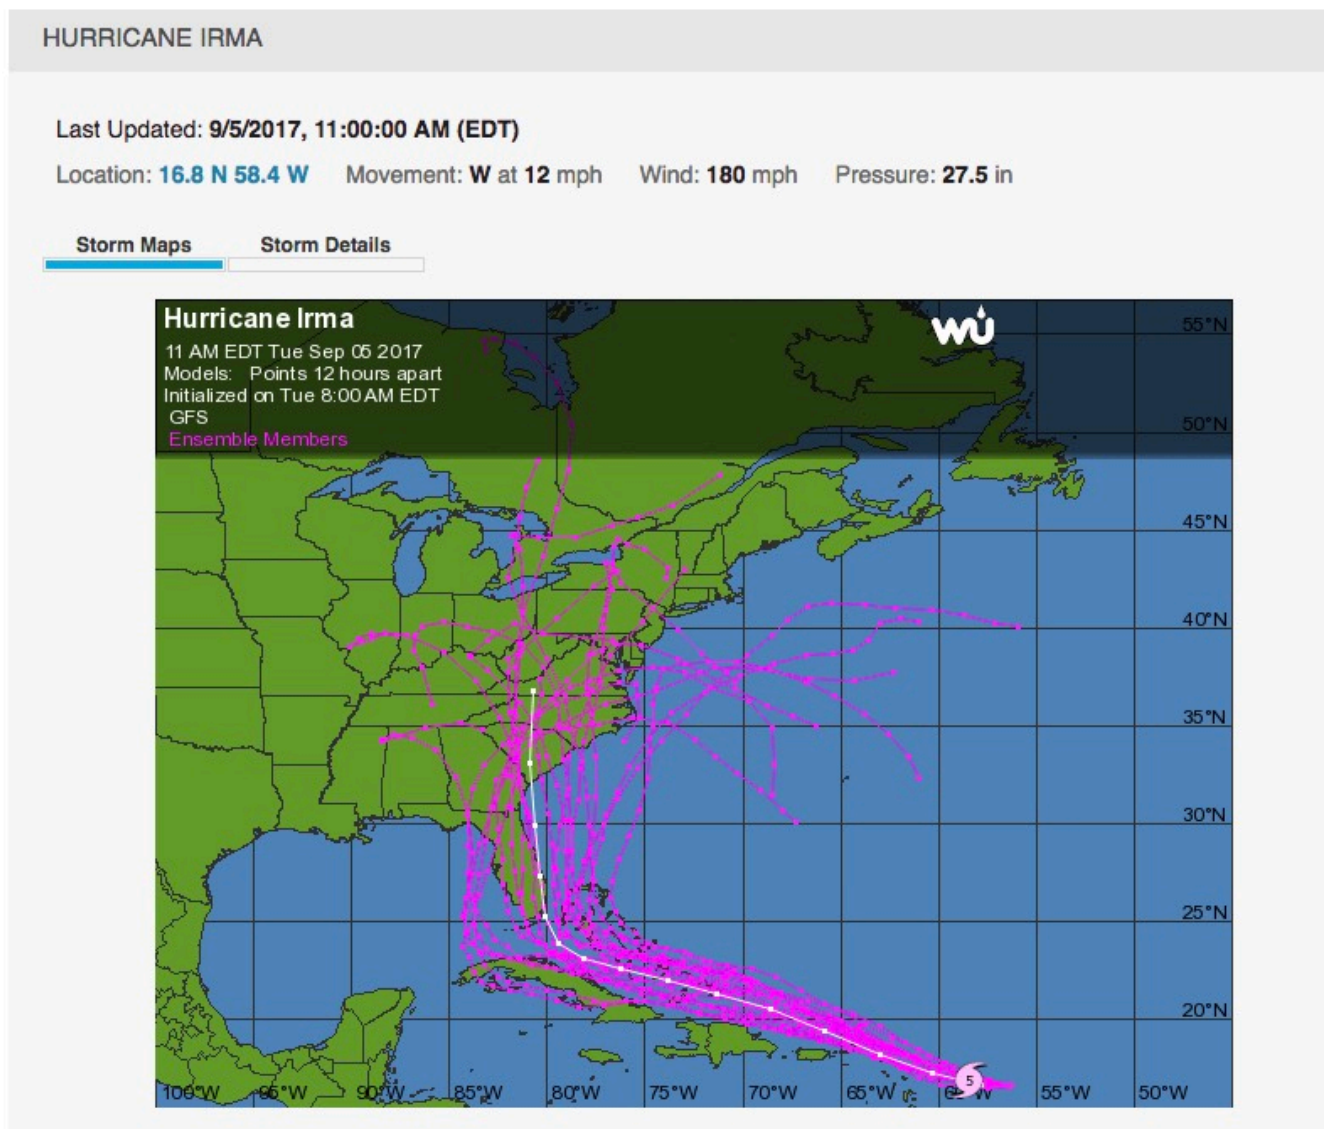 HURRICANE IRMA
Last Updated: 9/5/2017, 11:00:00 AM (EDT)
Location: 16.8 N 58.4 W Movement: W at 12 mph Wind: 180 mph Pressure: 27.5 in
Storm Maps Storm Details
Hurricane Irma
wu
11 AM EDT Tue Sep 05 2017
Models: Points 12 hours apart
Initialized on Tue 8:00 AM EDT
GFS
Ensemble Members
55°N
50°N
45°N
40°N
35°N
30°N
25°N
20°N
5
100°W 95°W 90°W 85°W 80°W 75°W 70°W 65°W 60°W 55°W 50°W